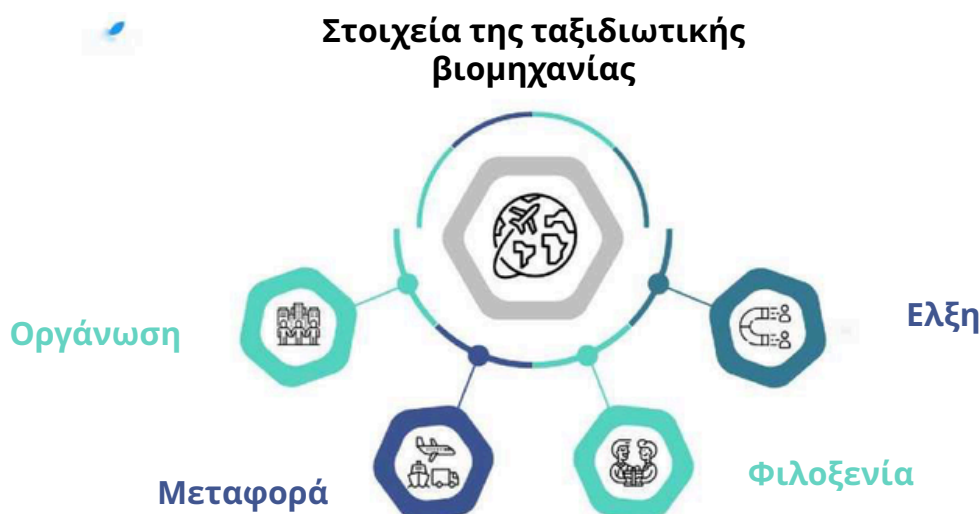 Στοιχεία της ταξιδιωτικής
βιομηχανίας
Οργάνωση
Ελξη
Μεταφορά
Φιλοξενία